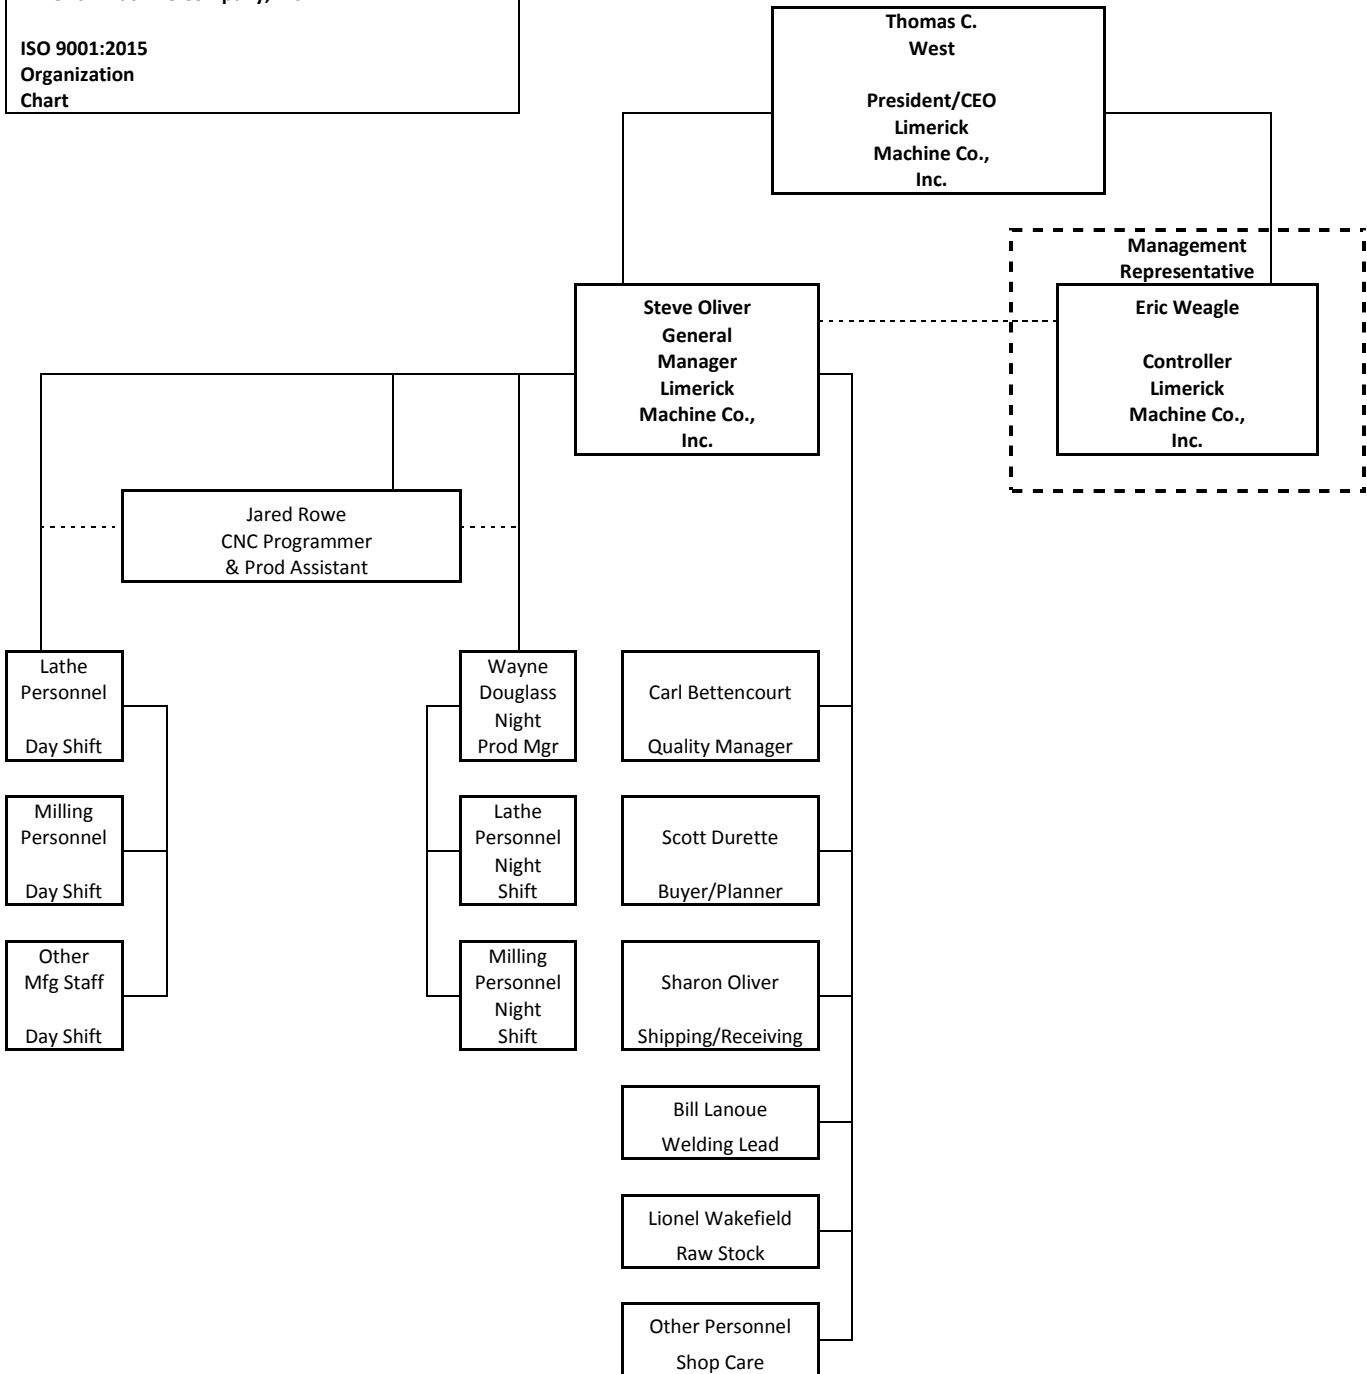 ISO 9001:2015
Organization
Chart
Thomas C.
West
President/CEO
Limerick
Machine Co.,
Inc.
Management
Representative
Steve Oliver
General
Manager
Limerick
Machine Co.,
Inc.
Eric Weagle
Controller
Limerick
Machine Co.,
Inc.
Jared Rowe
CNC Programmer
& Prod Assistant
Lathe
Personnel
Day Shift
Wayne
Douglass
Night
Prod Mgr
Carl Bettencourt
Quality Manager
Milling
Personnel
Day Shift
Lathe
Personnel
Night
Shift
Scott Durette
Buyer/Planner
Other
Mfg Staff
Day Shift
Milling
Personnel
Night
Shift
Sharon Oliver
Shipping/Receiving
Bill Lanoue
Welding Lead
Lionel Wakefield
Raw Stock
Other Personnel
Shop Care